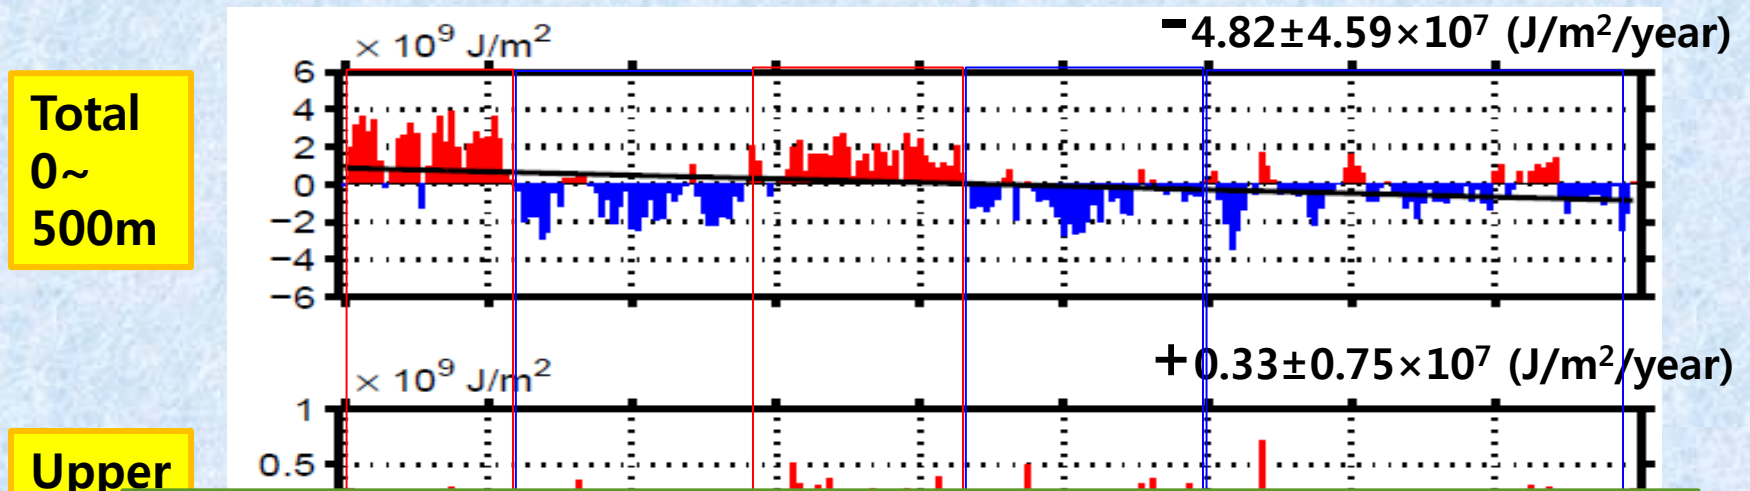 × 10⁹ J/m²
-4.82±4.59×10⁷ (J/m²/year)
Total
0~
500m
6
4
2
0
−2
−4
−6
× 10⁹ J/m²
+0.33±0.75×10⁷ (J/m²/year)
Upper
1
0.5